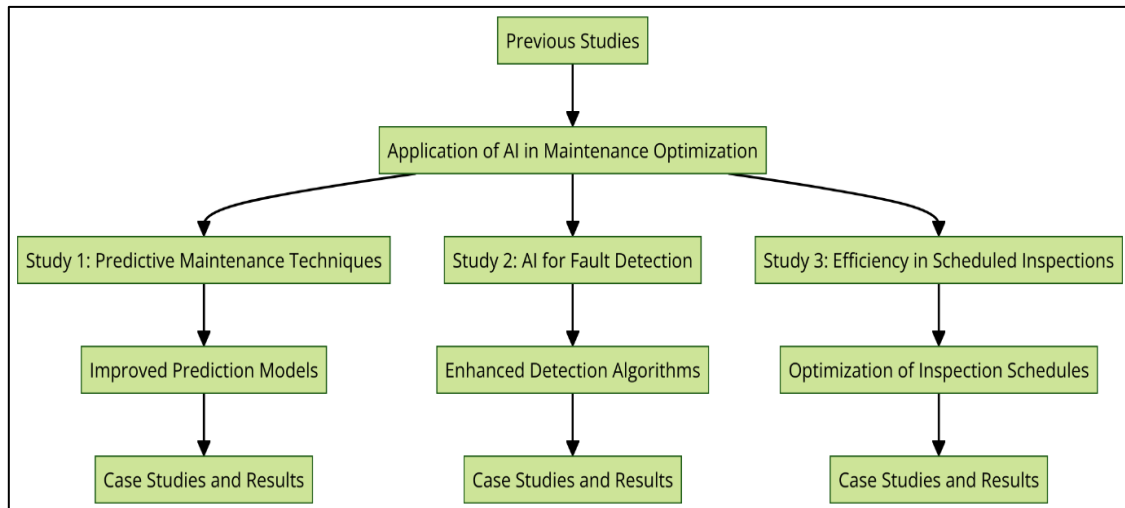 Previous Studies
Application of AI in Maintenance Optimization
Study 1: Predictive Maintenance Techniques
Study 2: AI for Fault Detection
Study 3: Efficiency in Scheduled Inspections
Improved Prediction Models
Enhanced Detection Algorithms
Optimization of Inspection Schedules
Case Studies and Results
Case Studies and Results
Case Studies and Results